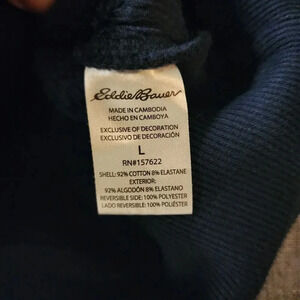 Eddie Bauer
MADE IN CAMBODIA
HECHO EN CAMBOYA
EXCLUSIVE OF DECORATION
EXCLUSIVO DE DECORACIÓN
L
RN#157622
SHELL: 92% COTTON 8% ELASTANE
EXTERIOR:
92% ALGODÓN 8% ELASTANO
REVERSIBLE SIDE: 100% POLYESTER
LADO REVERSIBLE: 100% POLIÉSTER